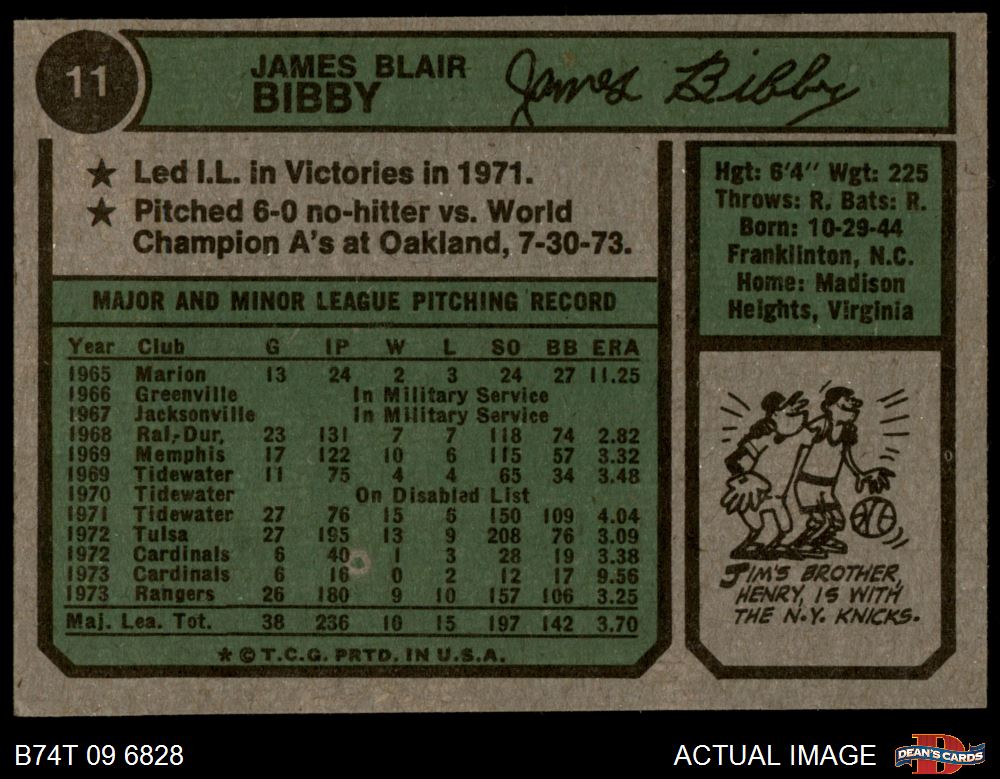 11
JAMES BLAIR
BIBBY
James Bibby
★ Led I.L. in Victories in 1971.
★ Pitched 6-0 no-hitter vs. World
Champion A's at Oakland, 7-30-73.
Hgt: 6'4" Wgt: 225
Throws: R. Bats: R.
Born: 10-29-44
Franklinton, N.C.
Home: Madison
Heights, Virginia
MAJOR AND MINOR LEAGUE PITCHING RECORD
Year Club G IP W L SO BB ERA
1965 Marion 13 24 2 3 24 27 11.25
1966 Greenville In Military Service
1967 Jacksonville In Military Service
1968 Ral,-Dur, 23 131 7 7 118 74 2.82
1969 Memphis 17 122 10 6 115 57 3.32
1969 Tidewater 11 75 4 4 65 34 3.48
1970 Tidewater On Disabled List
1971 Tidewater 27 76 15 5 150 109 4.04
1972 Tulsa 27 195 13 9 208 76 3.09
1972 Cardinals 6 40 1 3 28 19 3.38
1973 Cardinals 6 16 0 2 12 17 9.56
1973 Rangers 26 180 9 10 157 106 3.25
Maj. Lea. Tot. 38 236 10 15 197 142 3.70
★ © T.C.G. PRTD. IN U.S.A.
JIM'S BROTHER,
HENRY, IS WITH
THE N.Y. KNICKS.
B74T 09 6828
ACTUAL IMAGE
DEAN'S CARDS